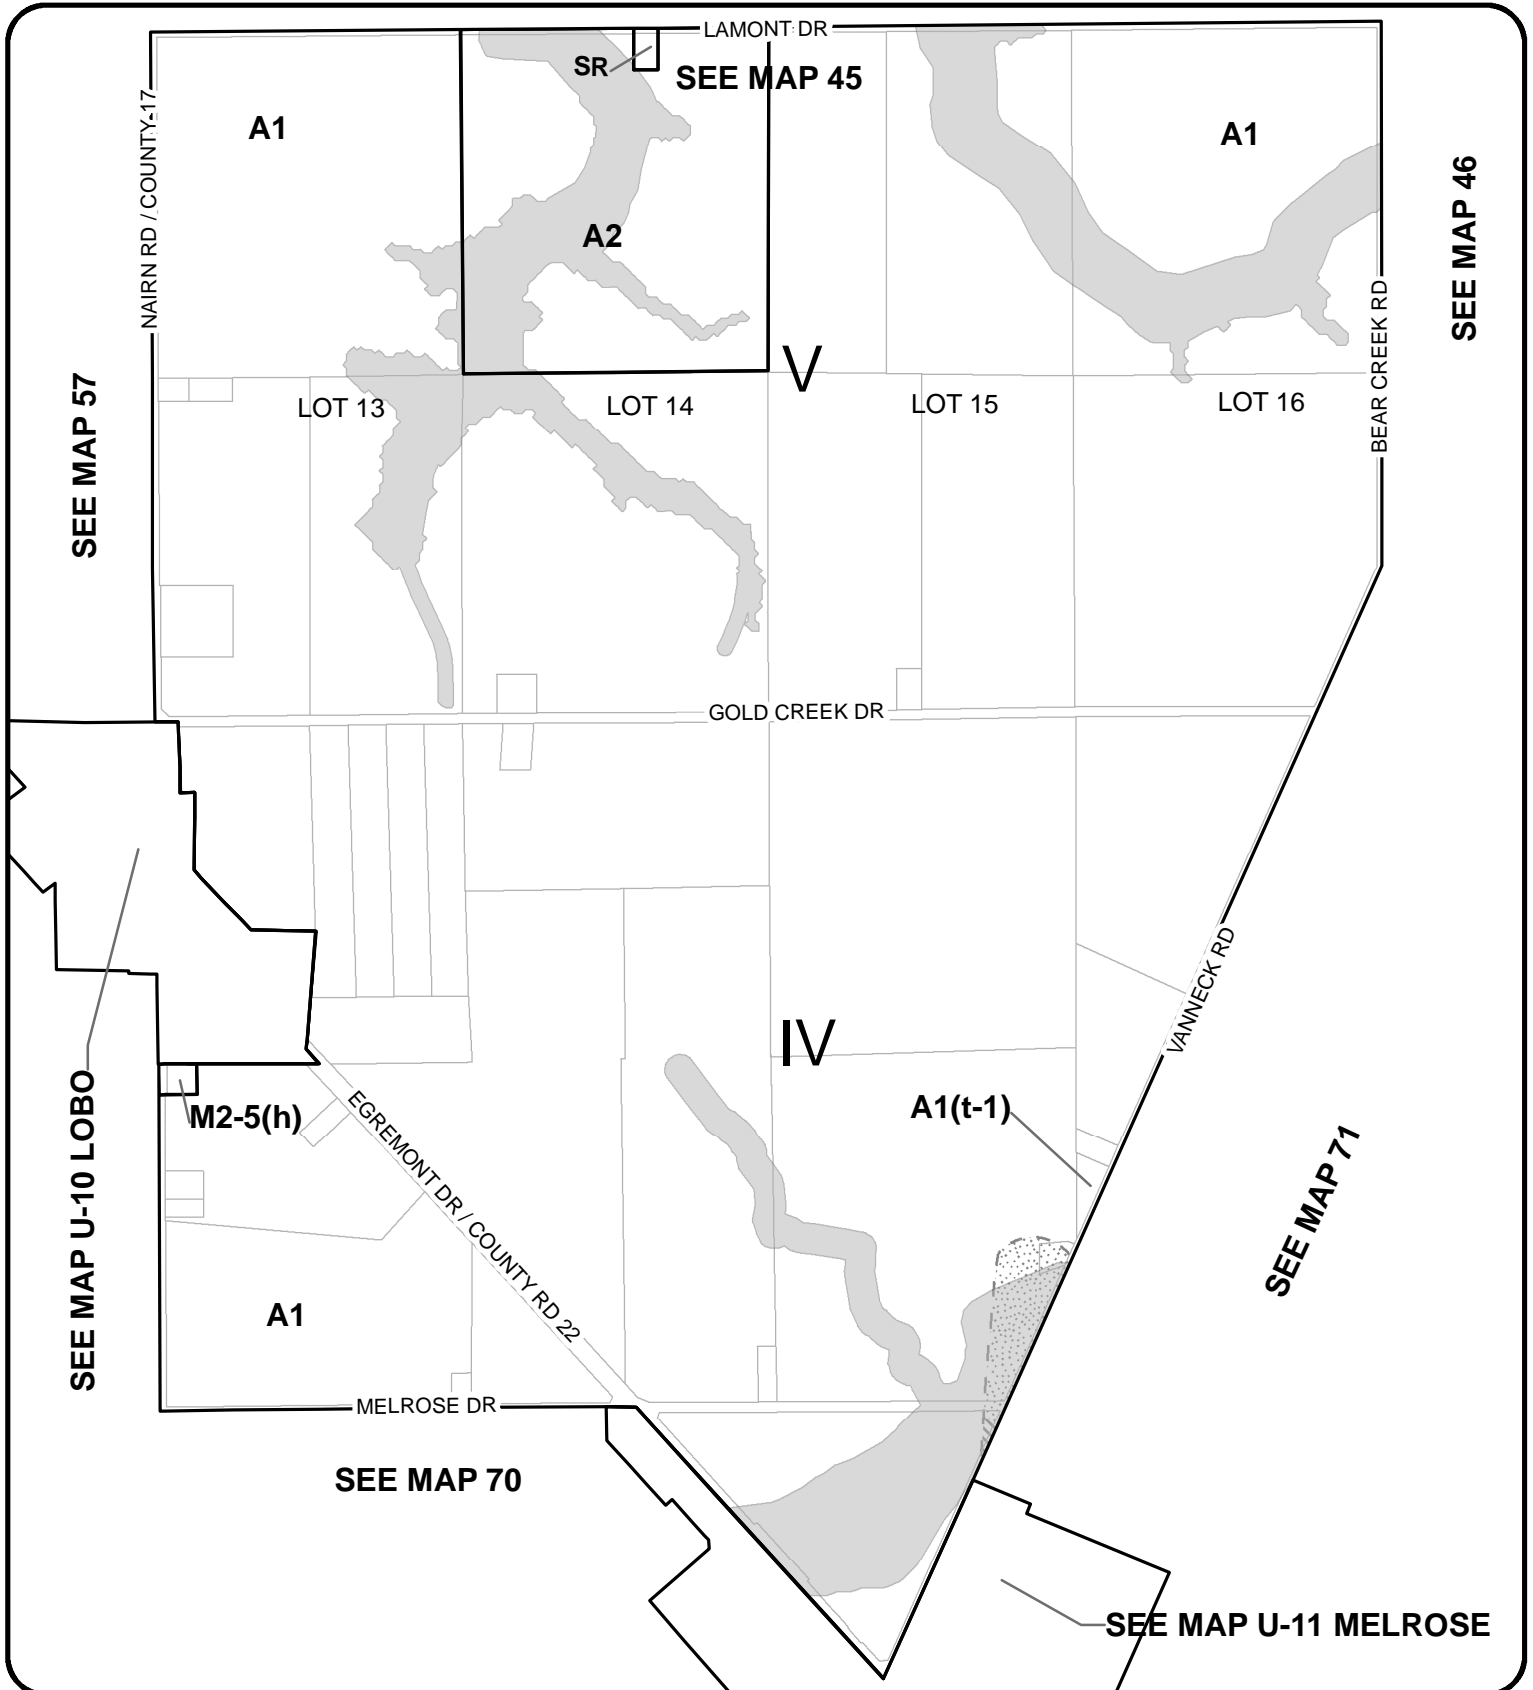 LAMONT DR
SR
SEE MAP 45
A1
A1
NAIRN RD / COUNTY 17
SEE MAP 46
A2
BEAR CREEK RD
V
LOT 13
LOT 14
LOT 15
LOT 16
SEE MAP 57
GOLD CREEK DR
VANNECK RD
IV
SEE MAP U-10 LOBO
M2-5(h)
A1(t-1)
EGREMONT DR / COUNTY RD 22
SEE MAP 71
A1
MELROSE DR
SEE MAP 70
SEE MAP U-11 MELROSE